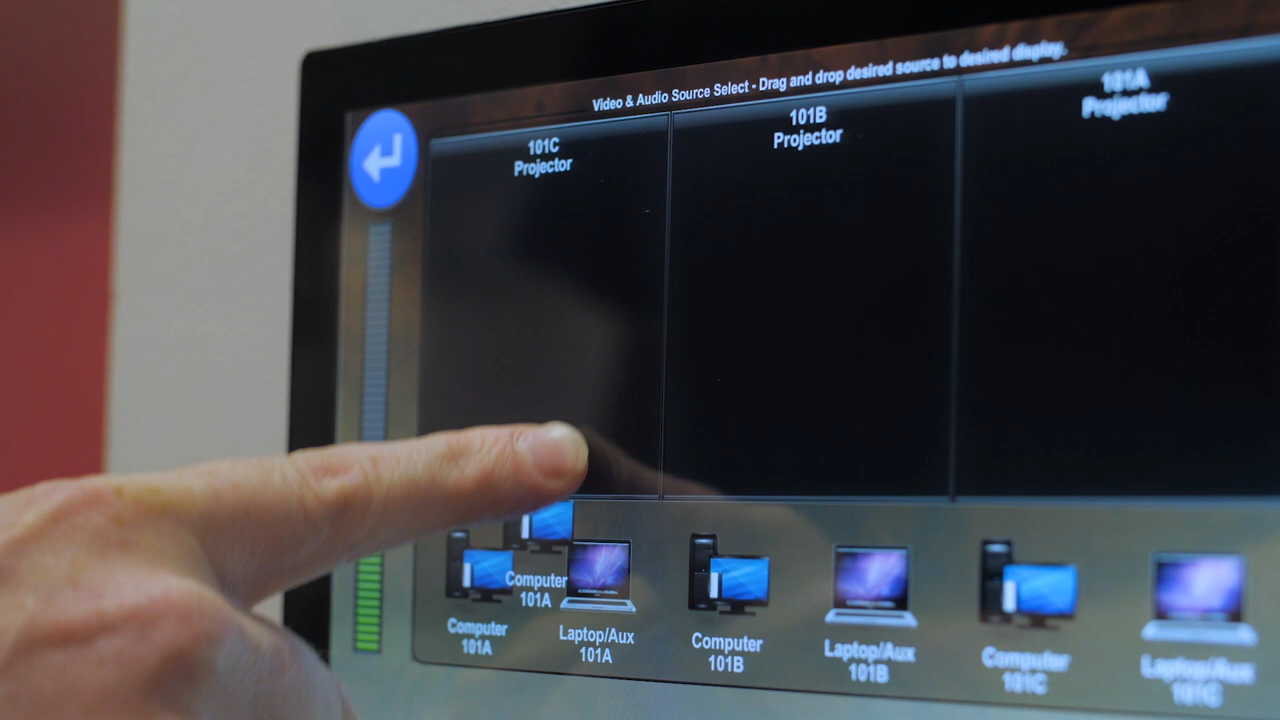 Video & Audio Source Select - Drag and drop desired source to desired display.
101C
Projector
101B
Projector
101A
Projector
Computer
101A
Computer
101A
Laptop/Aux
101A
Computer
101B
Laptop/Aux
101B
Computer
101C
Laptop/Aux
101C